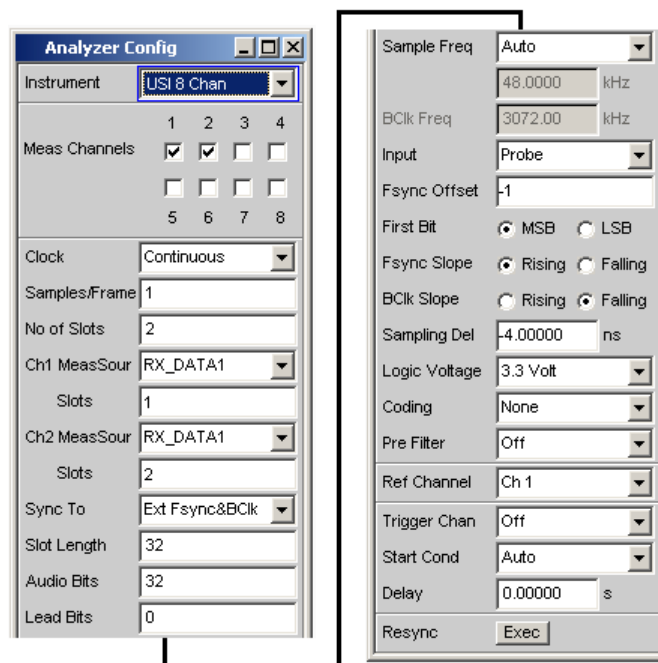 Analyzer Config
Instrument USI 8 Chan
1 2 3 4
Meas Channels
5 6 7 8
Clock Continuous
Samples/Frame 1
No of Slots 2
Ch1 MeasSour RX_DATA1
Slots 1
Ch2 MeasSour RX_DATA1
Slots 2
Sync To Ext Fsync&BClk
Slot Length 32
Audio Bits 32
Lead Bits 0
Sample Freq Auto
48.0000 kHz
BClk Freq 3072.00 kHz
Input Probe
Fsync Offset -1
First Bit MSB LSB
Fsync Slope Rising Falling
BClk Slope Rising Falling
Sampling Del -4.00000 ns
Logic Voltage 3.3 Volt
Coding None
Pre Filter Off
Ref Channel Ch 1
Trigger Chan Off
Start Cond Auto
Delay 0.00000 s
Resync Exec